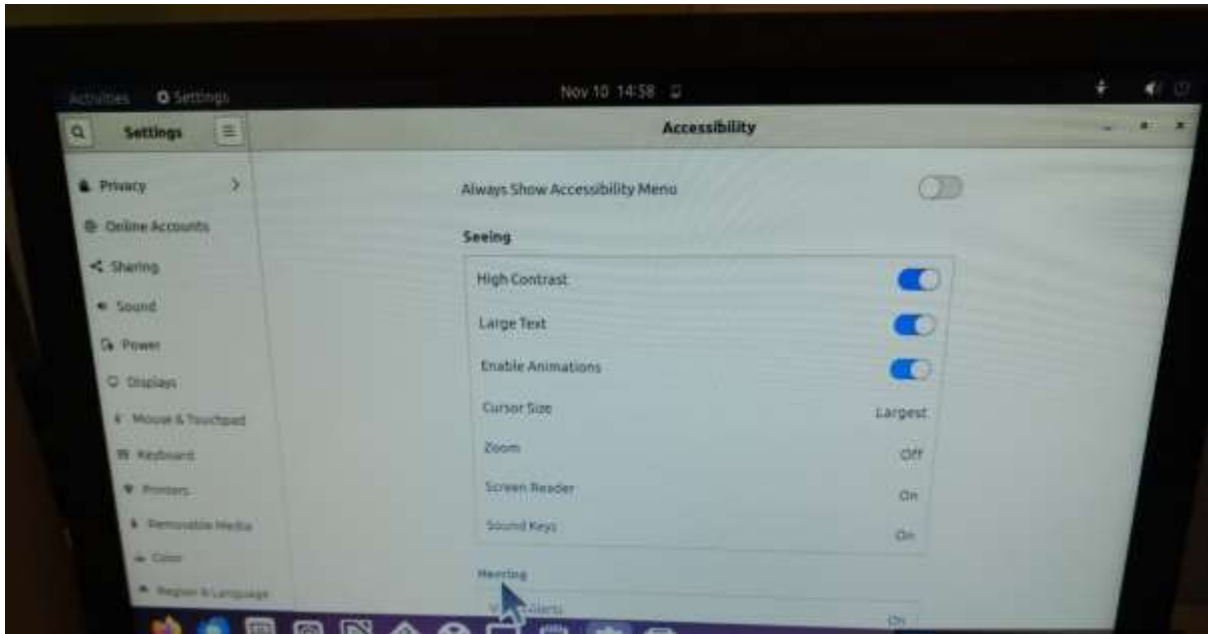 Activities Settings Nov 10 14:58
Settings Accessibility
Privacy
Online Accounts
Sharing
Sound
Power
Displays
Mouse & Touchpad
Keyboard
Printers
Removable Media
Color
Region & Language
Always Show Accessibility Menu
Seeing
High Contrast
Large Text
Enable Animations
Cursor Size Largest
Zoom Off
Screen Reader On
Sound Keys On
Hearing
Alerts On